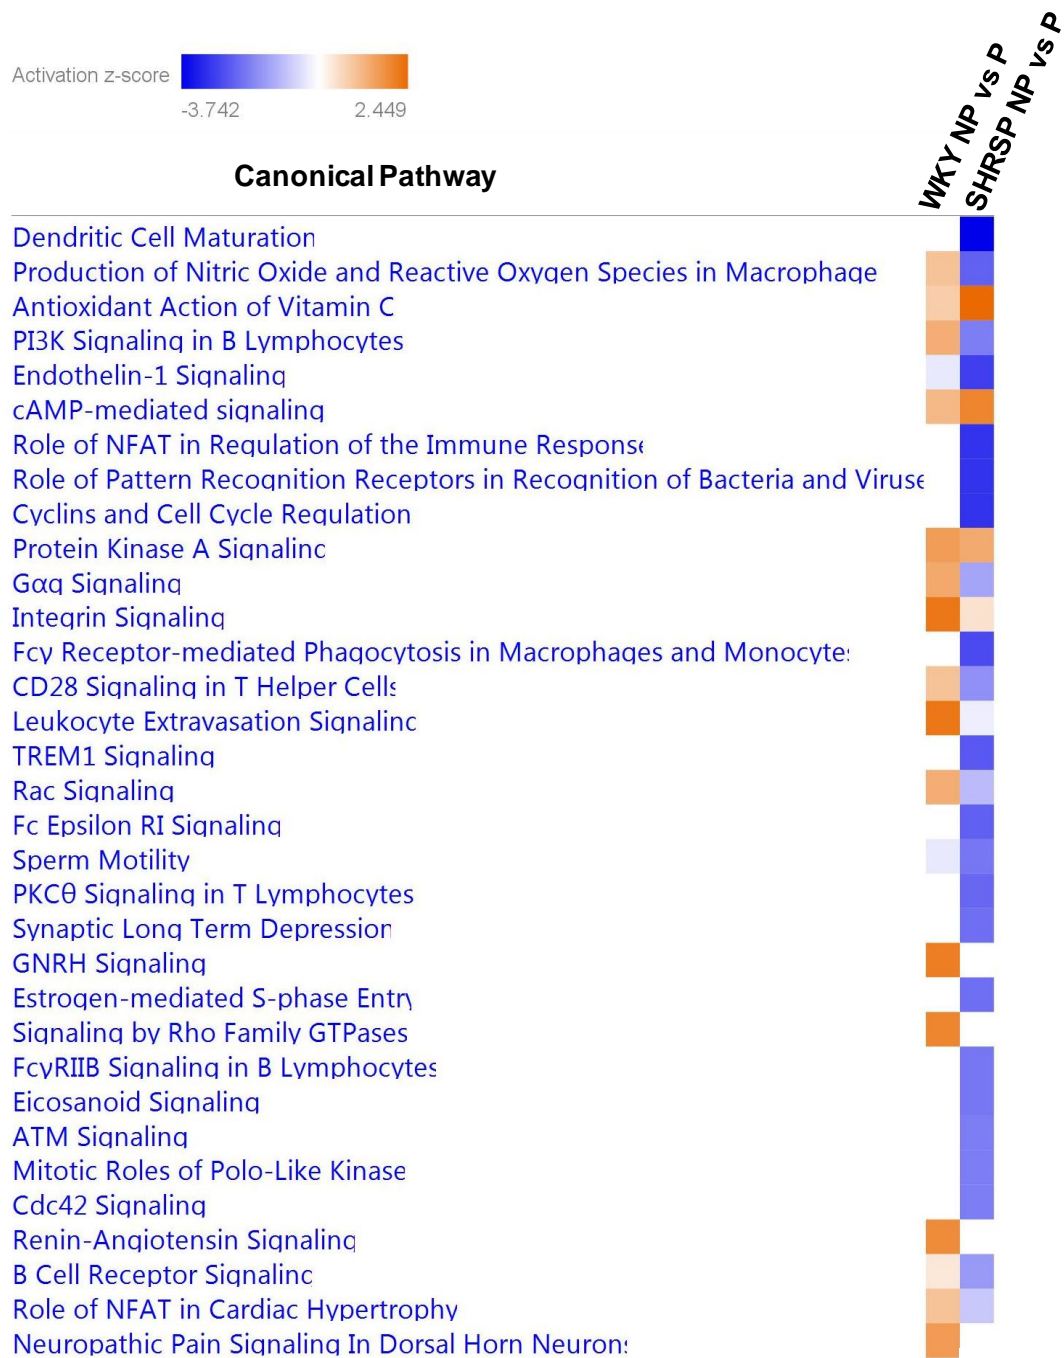 WKY NP vs P
SHRSP NP vs P
Activation z-score
-3.742 2.449
Canonical Pathway
Dendritic Cell Maturation
Production of Nitric Oxide and Reactive Oxygen Species in Macrophage
Antioxidant Action of Vitamin C
PI3K Signaling in B Lymphocytes
Endothelin-1 Signaling
cAMP-mediated signaling
Role of NFAT in Regulation of the Immune Response
Role of Pattern Recognition Receptors in Recognition of Bacteria and Viruse
Cyclins and Cell Cycle Regulation
Protein Kinase A Signaling
Gαq Signaling
Integrin Signaling
Fcγ Receptor-mediated Phagocytosis in Macrophages and Monocytes
CD28 Signaling in T Helper Cells
Leukocyte Extravasation Signaling
TREM1 Signaling
Rac Signaling
Fc Epsilon RI Signaling
Sperm Motility
PKCθ Signaling in T Lymphocytes
Synaptic Long Term Depression
GNRH Signaling
Estrogen-mediated S-phase Entry
Signaling by Rho Family GTPases
FcγRIIB Signaling in B Lymphocytes
Eicosanoid Signaling
ATM Signaling
Mitotic Roles of Polo-Like Kinase
Cdc42 Signaling
Renin-Angiotensin Signaling
B Cell Receptor Signaling
Role of NFAT in Cardiac Hypertrophy
Neuropathic Pain Signaling In Dorsal Horn Neurons